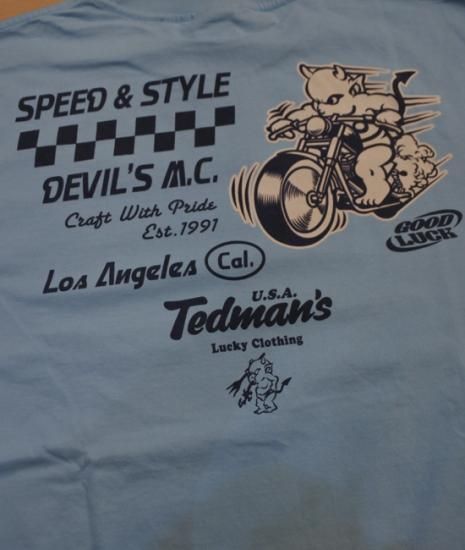 SPEED & STYLE
DEVIL'S M.C.
Craft With Pride
Est.1991
Los Angeles Cal.
GOOD
LUCK
U.S.A.
Tedman's
Lucky Clothing